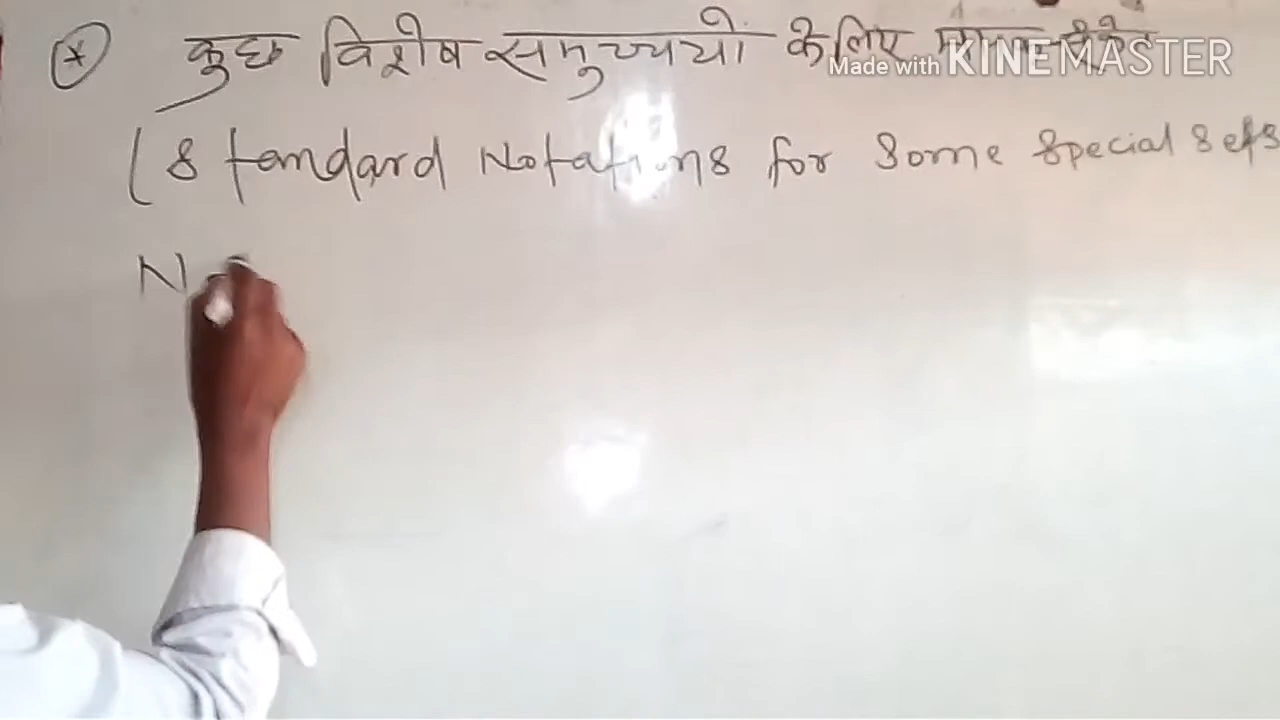 * कुछ विशेष समुच्चयों के लिए
Made with KINEMASTER
(Standard Notations for Some Special Sets
N